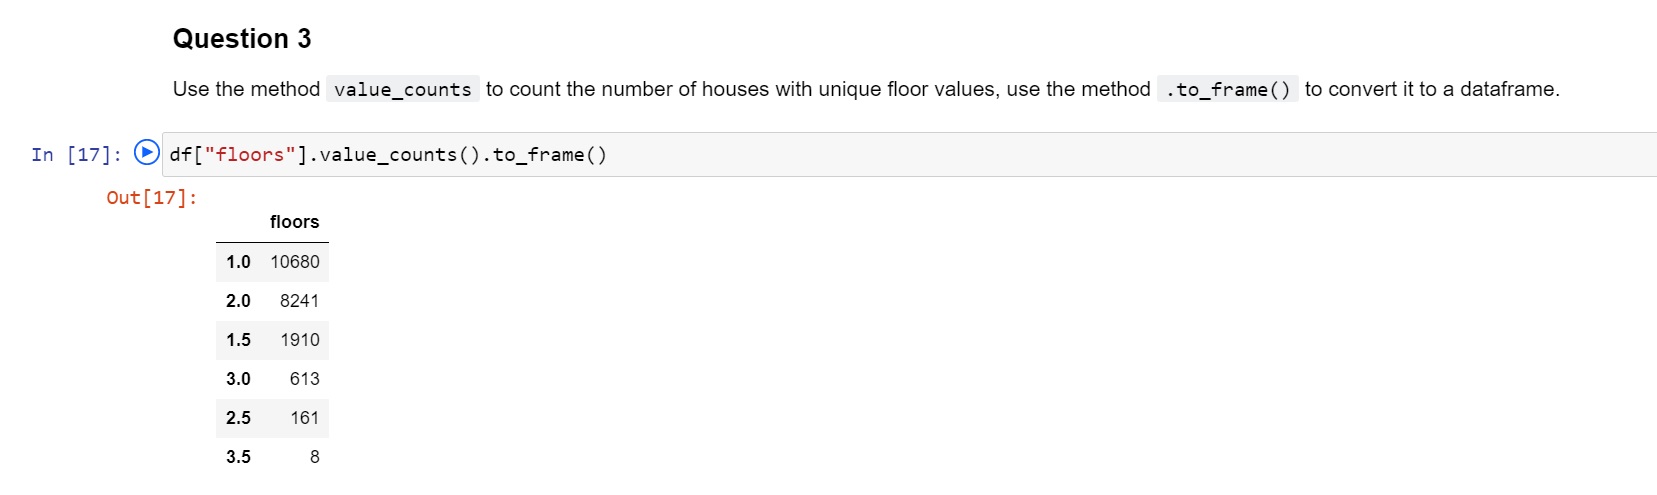 Question 3
Use the method value_counts to count the number of houses with unique floor values, use the method .to_frame() to convert it to a dataframe.
In [17]: df["floors"].value_counts().to_frame()
Out[17]:
floors
1.0 10680
2.0 8241
1.5 1910
3.0 613
2.5 161
3.5 8